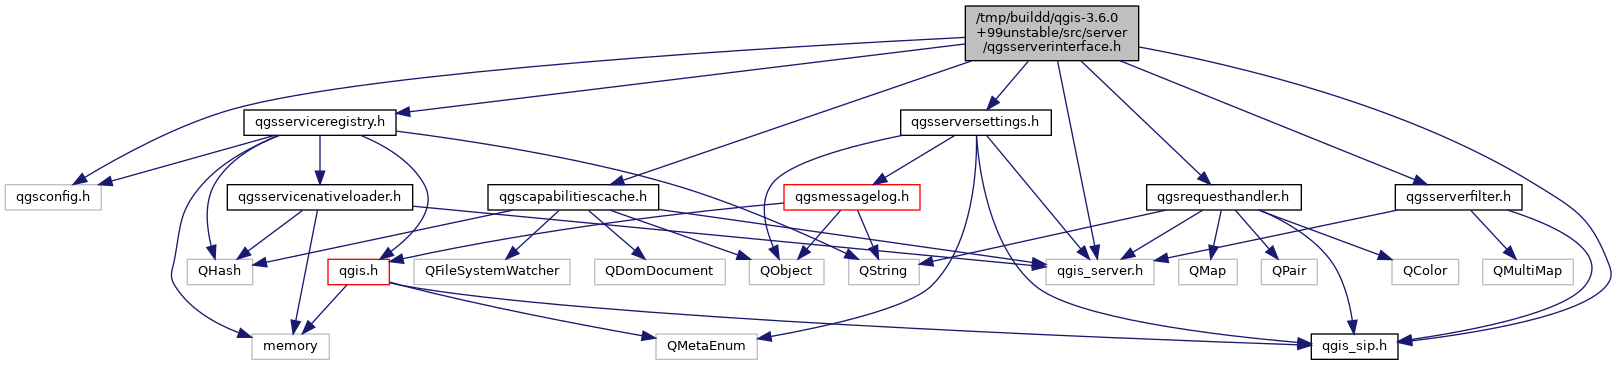 /tmp/buildd/qgis-3.6.0
+99unstable/src/server
/qgsserverinterface.h
qgsserviceregistry.h
qgsserversettings.h
qgsconfig.h
qgsservicenativeloader.h
qgscapabilitiescache.h
qgsmessagelog.h
qgsrequesthandler.h
qgsserverfilter.h
QHash
qgis.h
QFileSystemWatcher
QDomDocument
QObject
QString
qgis_server.h
QMap
QPair
QColor
QMultiMap
memory
QMetaEnum
qgis_sip.h